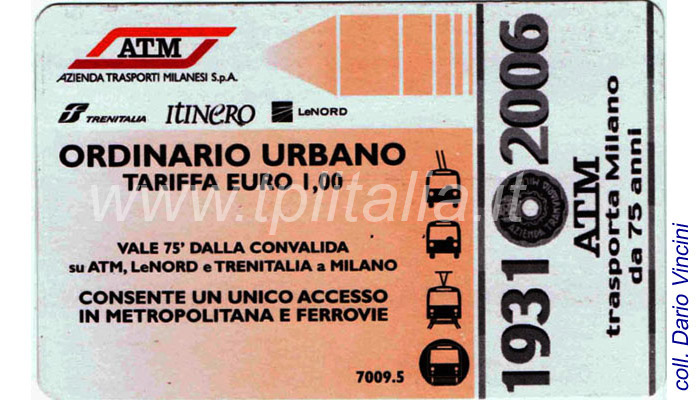 ATM
AZIENDA TRASPORTI MILANESI S.p.A.
TRENITALIA ITINERO LeNORD
ORDINARIO URBANO
TARIFFA EURO 1,00
www.tplitalia.it
VALE 75' DALLA CONVALIDA
su ATM, LeNORD e TRENITALIA a MILANO
CONSENTE UN UNICO ACCESSO
IN METROPOLITANA E FERROVIE
7009.5
1931 2006
ATM
trasporta Milano
da 75 anni
coll. Dario Vincini